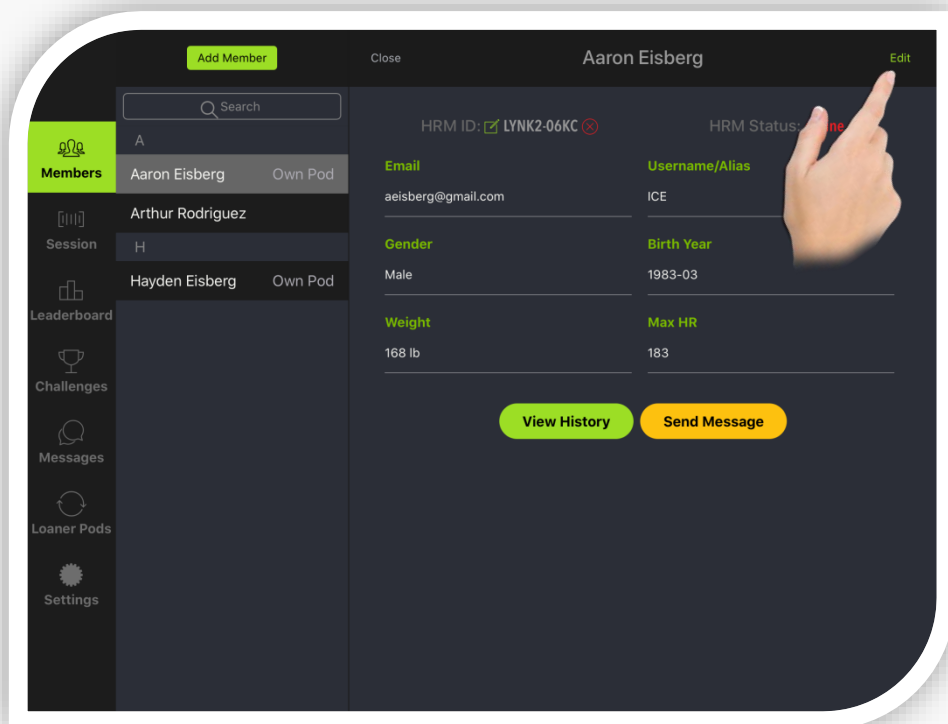 Add Member
Search
A
Aaron Eisberg Own Pod
Arthur Rodriguez
H
Hayden Eisberg Own Pod
Members
Session
Leaderboard
Challenges
Messages
Loaner Pods
Settings
Close Aaron Eisberg Edit
HRM ID: LYNK2-06KC HRM Status:
Email Username/Alias
aeisberg@gmail.com ICE
Gender Birth Year
Male 1983-03
Weight Max HR
168 lb 183
View History Send Message